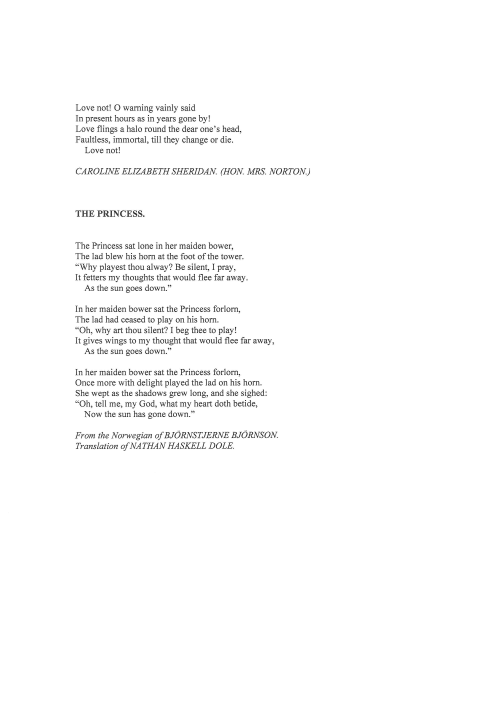 Love not! O warning vainly said
In present hours as in years gone by!
Love flings a halo round the dear one's head,
Faultless, immortal, till they change or die.
Love not!
CAROLINE ELIZABETH SHERIDAN. (HON. MRS. NORTON.)
THE PRINCESS.
The Princess sat lone in her maiden bower,
The lad blew his horn at the foot of the tower.
“Why playest thou alway? Be silent, I pray,
It fetters my thoughts that would flee far away.
As the sun goes down.”
In her maiden bower sat the Princess forlorn,
The lad had ceased to play on his horn.
“Oh, why art thou silent? I beg thee to play!
It gives wings to my thought that would flee far away,
As the sun goes down.”
In her maiden bower sat the Princess forlorn,
Once more with delight played the lad on his horn.
She wept as the shadows grew long, and she sighed:
“Oh, tell me, my God, what my heart doth betide,
Now the sun has gone down.”
From the Norwegian of BJÖRNSTJERNE BJÖRNSON.
Translation of NATHAN HASKELL DOLE.